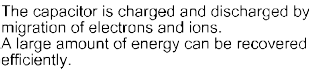 The capacitor is charged and discharged by
migration of electrons and ions.
A large amount of energy can be recovered
efficiently.